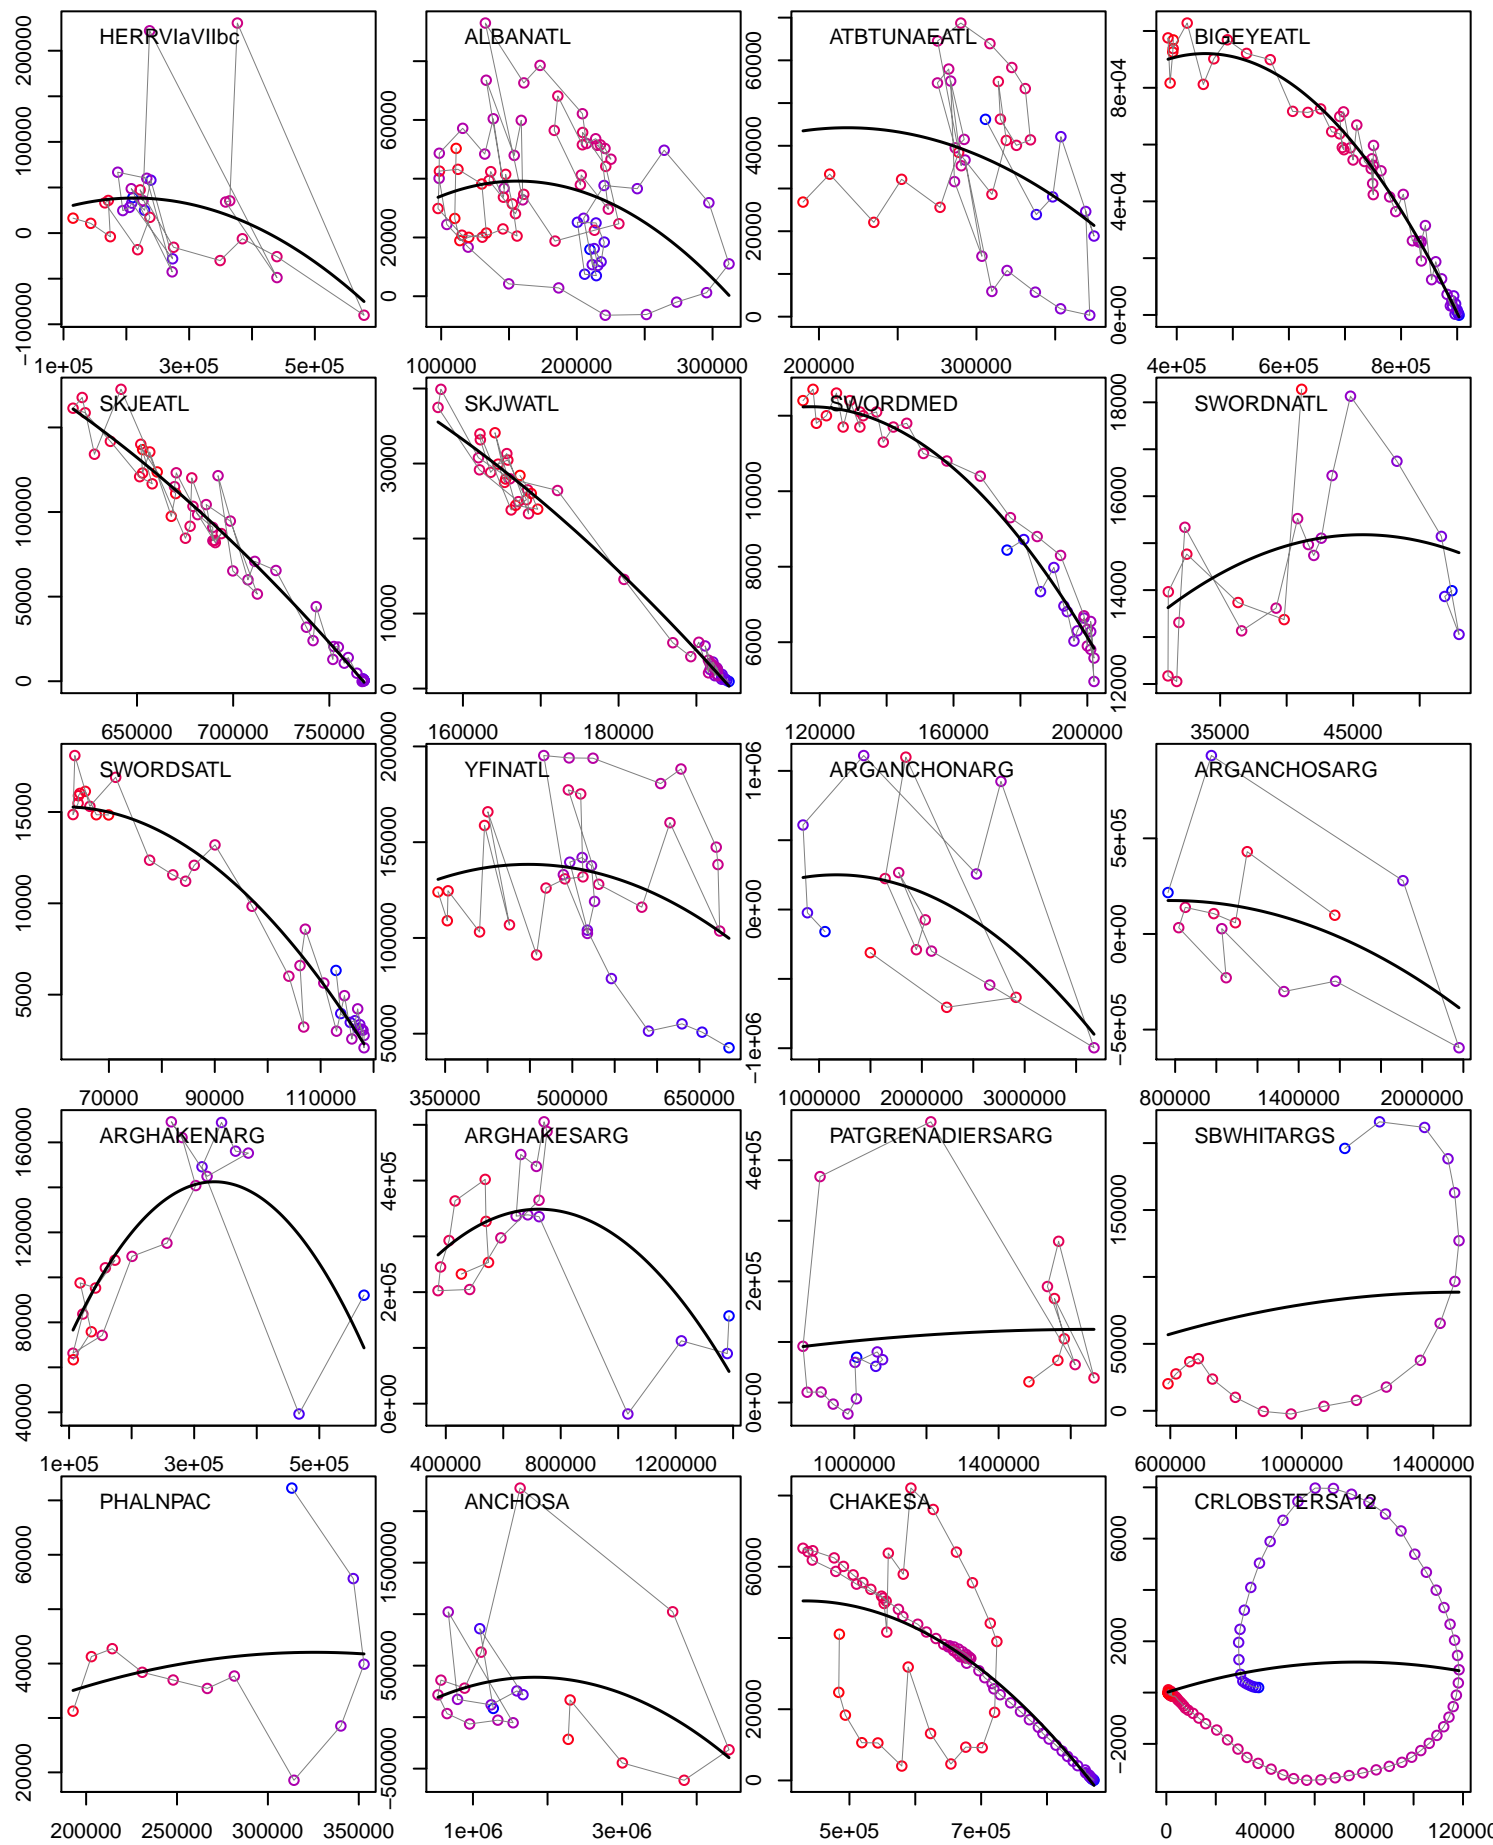 HERRVIaVIIbc ALBANATL ATBTUNAEATL BIGEYEATL
−100000 0 100000 200000
0 20000 60000
0 20000 40000 60000
0e+00 4e+04 8e+04
−1e+05 1e+05 3e+05 5e+05
100000 200000 300000
200000 300000
4e+05 6e+05 8e+05
SKJEATL SKJWATL SWORDMED SWORDNATL
0 50000 100000
0 10000 30000
6000 8000 10000
12000 14000 16000 18000
650000 700000 750000
160000 180000
120000 160000 200000
35000 45000
SWORDSATL YFINATL ARGANCHONARG ARGANCHOSARG
5000 10000 15000
50000 100000 150000 200000
−1e+06 0e+00 1e+06
−5e+05 0e+00 5e+05
70000 90000 110000
350000 500000 650000
1000000 2000000 3000000
800000 1400000 2000000
ARGHAKENARG ARGHAKESARG PATGRENADIERSARG SBWHITARGS
40000 80000 120000 160000
0e+00 2e+05 4e+05
0e+00 2e+05 4e+05
0 50000 150000
1e+05 3e+05 5e+05
400000 800000 1200000
1000000 1400000
600000 1000000 1400000
PHALNPAC ANCHOSA CHAKESA CRLOBSTERSA12
20000 40000 60000
−500000 500000 1500000
0 20000 60000
−2000 2000 6000
200000 250000 300000 350000
1e+06 3e+06
5e+05 7e+05
0 40000 80000